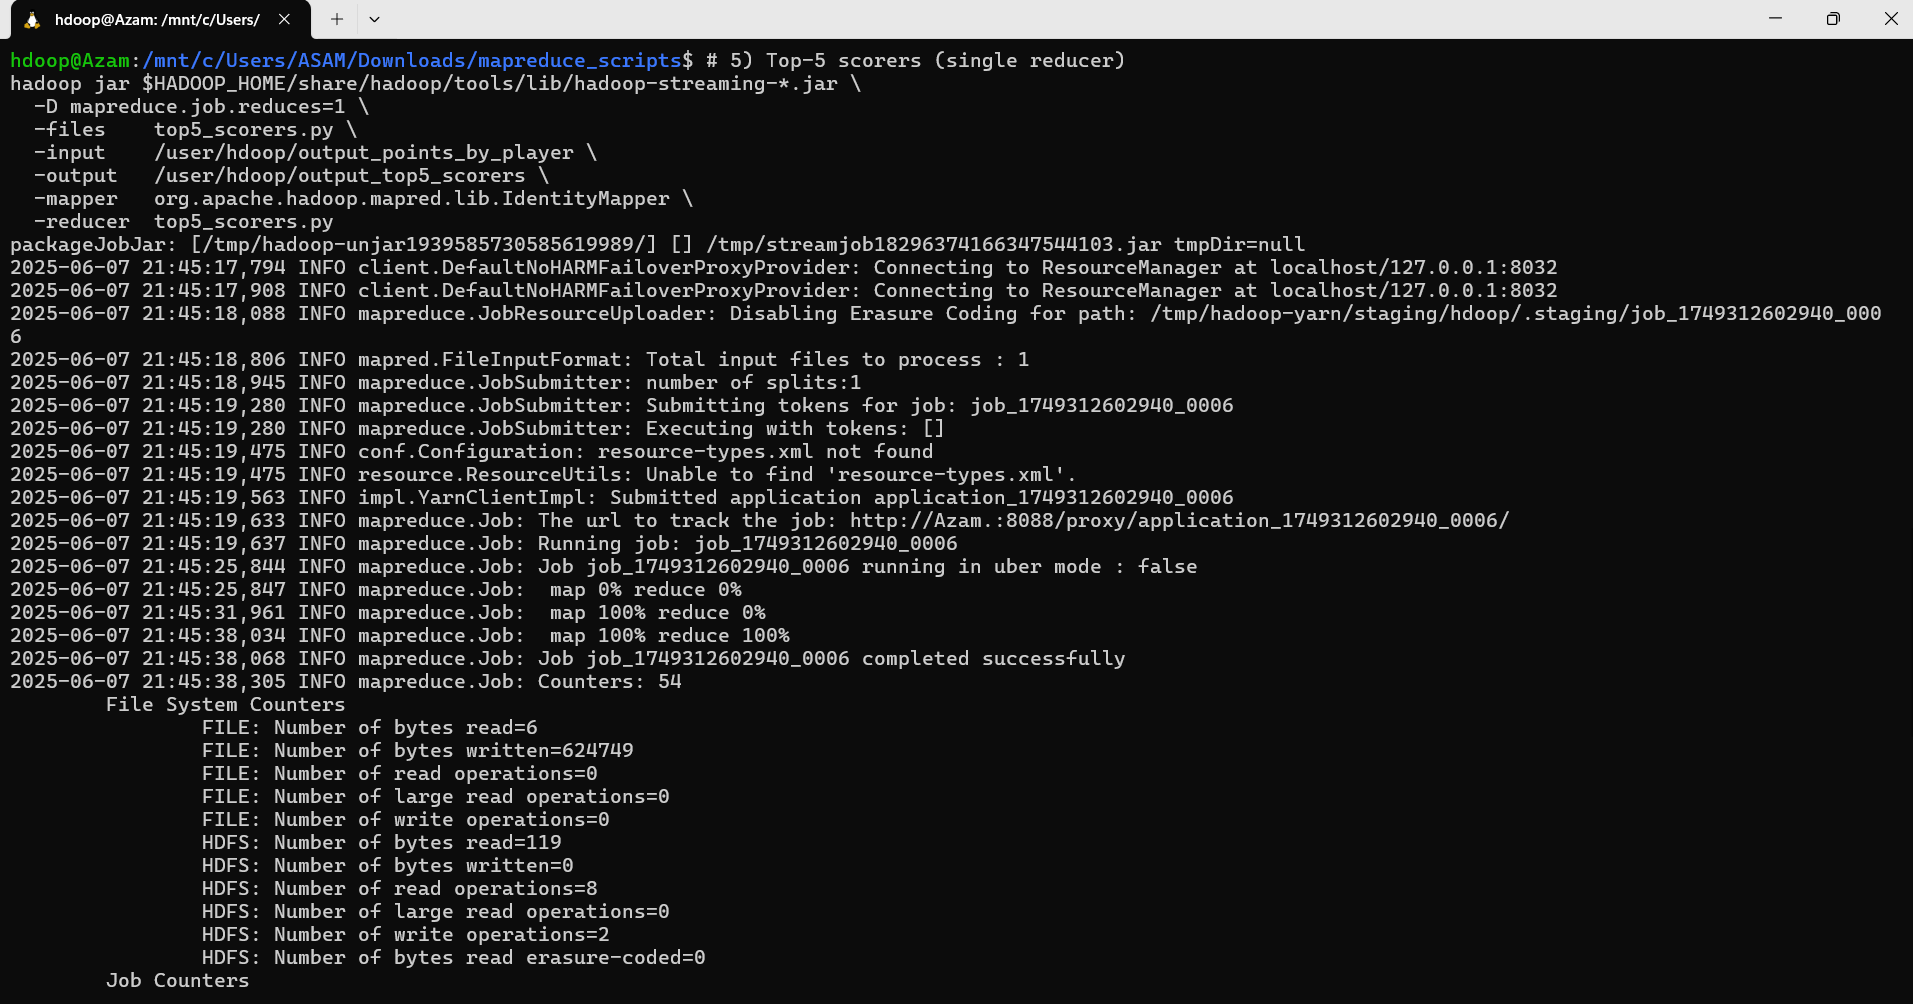 hdoop@Azam: /mnt/c/Users/
hdoop@Azam:/mnt/c/Users/ASAM/Downloads/mapreduce_scripts$ # 5) Top-5 scorers (single reducer)
hadoop jar $HADOOP_HOME/share/hadoop/tools/lib/hadoop-streaming-*.jar \
  -D mapreduce.job.reduces=1 \
  -files    top5_scorers.py \
  -input    /user/hdoop/output_points_by_player \
  -output   /user/hdoop/output_top5_scorers \
  -mapper   org.apache.hadoop.mapred.lib.IdentityMapper \
  -reducer  top5_scorers.py
packageJobJar: [/tmp/hadoop-unjar1939585730585619989/] [] /tmp/streamjob18296374166347544103.jar tmpDir=null
2025-06-07 21:45:17,794 INFO client.DefaultNoHARMFailoverProxyProvider: Connecting to ResourceManager at localhost/127.0.0.1:8032
2025-06-07 21:45:17,908 INFO client.DefaultNoHARMFailoverProxyProvider: Connecting to ResourceManager at localhost/127.0.0.1:8032
2025-06-07 21:45:18,088 INFO mapreduce.JobResourceUploader: Disabling Erasure Coding for path: /tmp/hadoop-yarn/staging/hdoop/.staging/job_1749312602940_000
6
2025-06-07 21:45:18,806 INFO mapred.FileInputFormat: Total input files to process : 1
2025-06-07 21:45:18,945 INFO mapreduce.JobSubmitter: number of splits:1
2025-06-07 21:45:19,280 INFO mapreduce.JobSubmitter: Submitting tokens for job: job_1749312602940_0006
2025-06-07 21:45:19,280 INFO mapreduce.JobSubmitter: Executing with tokens: []
2025-06-07 21:45:19,475 INFO conf.Configuration: resource-types.xml not found
2025-06-07 21:45:19,475 INFO resource.ResourceUtils: Unable to find 'resource-types.xml'.
2025-06-07 21:45:19,563 INFO impl.YarnClientImpl: Submitted application application_1749312602940_0006
2025-06-07 21:45:19,633 INFO mapreduce.Job: The url to track the job: http://Azam.:8088/proxy/application_1749312602940_0006/
2025-06-07 21:45:19,637 INFO mapreduce.Job: Running job: job_1749312602940_0006
2025-06-07 21:45:25,844 INFO mapreduce.Job: Job job_1749312602940_0006 running in uber mode : false
2025-06-07 21:45:25,847 INFO mapreduce.Job:  map 0% reduce 0%
2025-06-07 21:45:31,961 INFO mapreduce.Job:  map 100% reduce 0%
2025-06-07 21:45:38,034 INFO mapreduce.Job:  map 100% reduce 100%
2025-06-07 21:45:38,068 INFO mapreduce.Job: Job job_1749312602940_0006 completed successfully
2025-06-07 21:45:38,305 INFO mapreduce.Job: Counters: 54
        File System Counters
                FILE: Number of bytes read=6
                FILE: Number of bytes written=624749
                FILE: Number of read operations=0
                FILE: Number of large read operations=0
                FILE: Number of write operations=0
                HDFS: Number of bytes read=119
                HDFS: Number of bytes written=0
                HDFS: Number of read operations=8
                HDFS: Number of large read operations=0
                HDFS: Number of write operations=2
                HDFS: Number of bytes read erasure-coded=0
        Job Counters